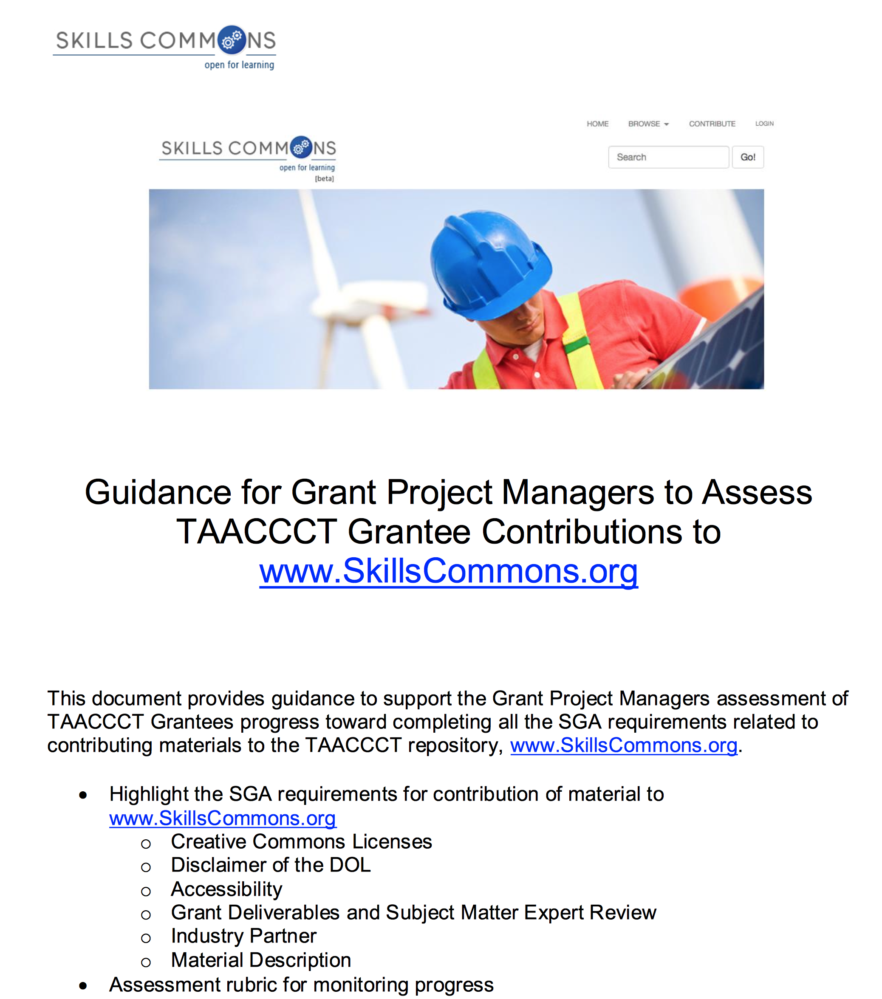 SKILLS COMMONS
open for learning
HOME BROWSE CONTRIBUTE LOGIN
SKILLS COMMONS
open for learning
[beta]
Search Go!
Guidance for Grant Project Managers to Assess
TAACCCT Grantee Contributions to
www.SkillsCommons.org
This document provides guidance to support the Grant Project Managers assessment of
TAACCCT Grantees progress toward completing all the SGA requirements related to
contributing materials to the TAACCCT repository, www.SkillsCommons.org.
• Highlight the SGA requirements for contribution of material to
www.SkillsCommons.org
o Creative Commons Licenses
o Disclaimer of the DOL
o Accessibility
o Grant Deliverables and Subject Matter Expert Review
o Industry Partner
o Material Description
• Assessment rubric for monitoring progress